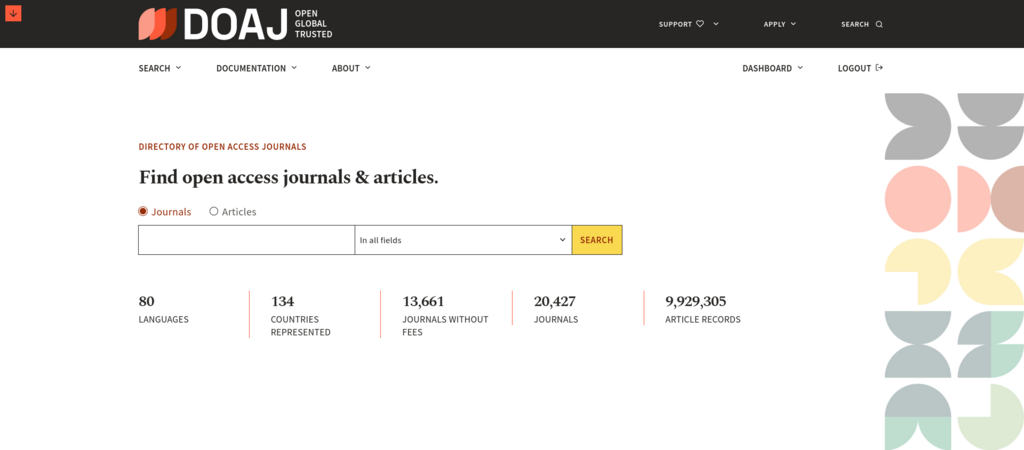 DOAJ
OPEN
GLOBAL
TRUSTED
SUPPORT
APPLY
SEARCH
SEARCH
DOCUMENTATION
ABOUT
DASHBOARD
LOGOUT
DIRECTORY OF OPEN ACCESS JOURNALS
Find open access journals & articles.
Journals
Articles
In all fields
SEARCH
80
LANGUAGES
134
COUNTRIES
REPRESENTED
13,661
JOURNALS WITHOUT
FEES
20,427
JOURNALS
9,929,305
ARTICLE RECORDS